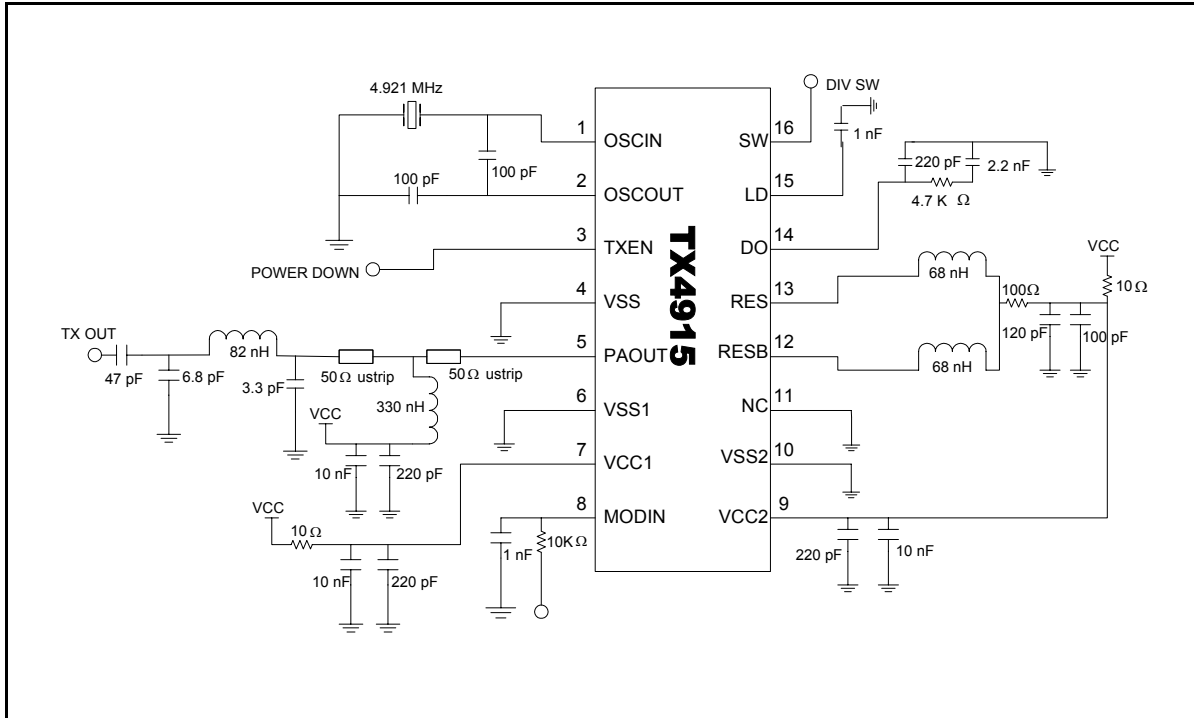 4.921 MHz
100 pF
100 pF
POWER DOWN
TX OUT
47 pF
6.8 pF
82 nH
3.3 pF
50Ω ustrip
50Ω ustrip
330 nH
VCC
10 nF
220 pF
VCC
10Ω
10 nF
220 pF
1 nF
10KΩ
1
OSCIN
2
OSCOUT
3
TXEN
4
VSS
5
PAOUT
6
VSS1
7
VCC1
8
MODIN
TX4915
16
SW
15
LD
14
DO
13
RES
12
RESB
11
NC
10
VSS2
9
VCC2
DIV SW
1 nF
220 pF
2.2 nF
4.7 K Ω
68 nH
68 nH
100Ω
VCC
10Ω
120 pF
100 pF
220 pF
10 nF